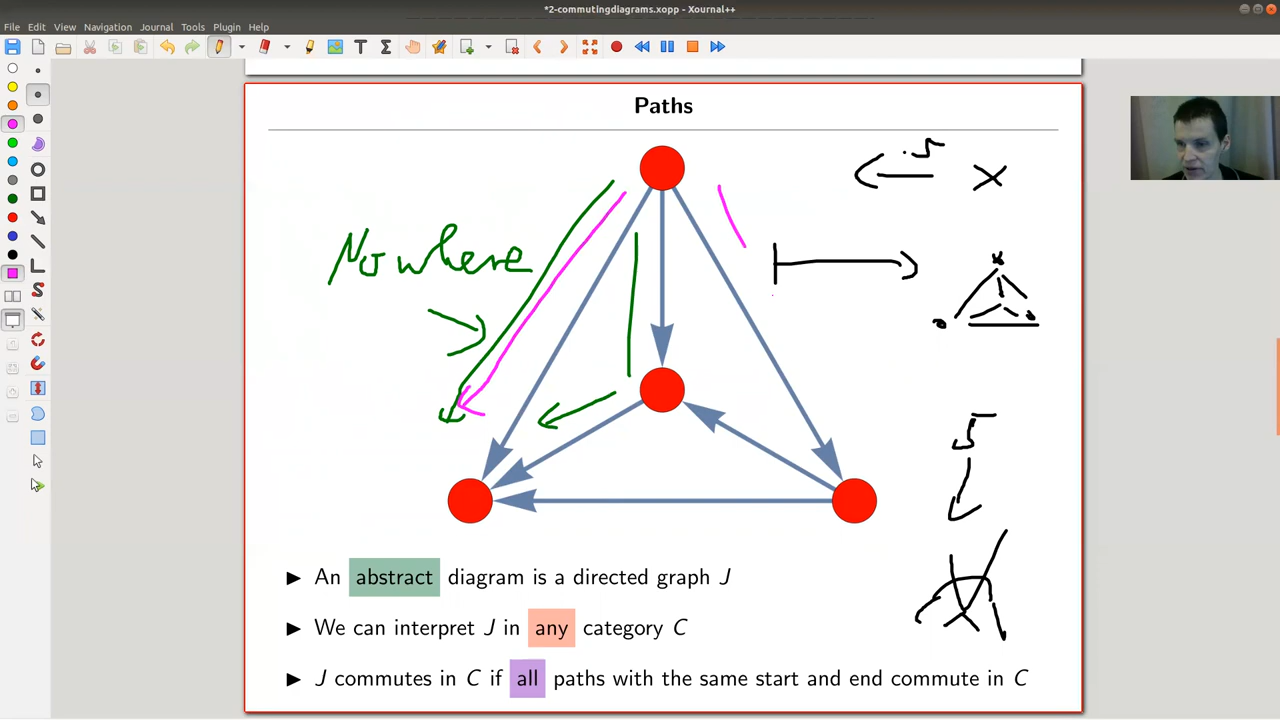 *2-commutingdiagrams.xopp - Xournal++
File Edit View Navigation Journal Tools Plugin Help
Paths
Nowhere
▶ An abstract diagram is a directed graph J
▶ We can interpret J in any category C
▶ J commutes in C if all paths with the same start and end commute in C